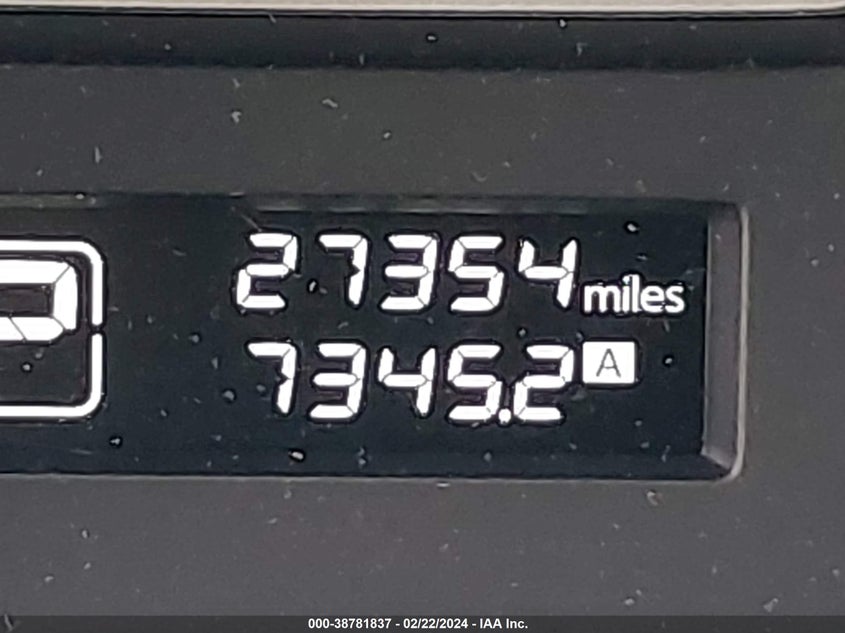 27354 miles
7345.2 A
000-38781837 - 02/22/2024 - IAA Inc.